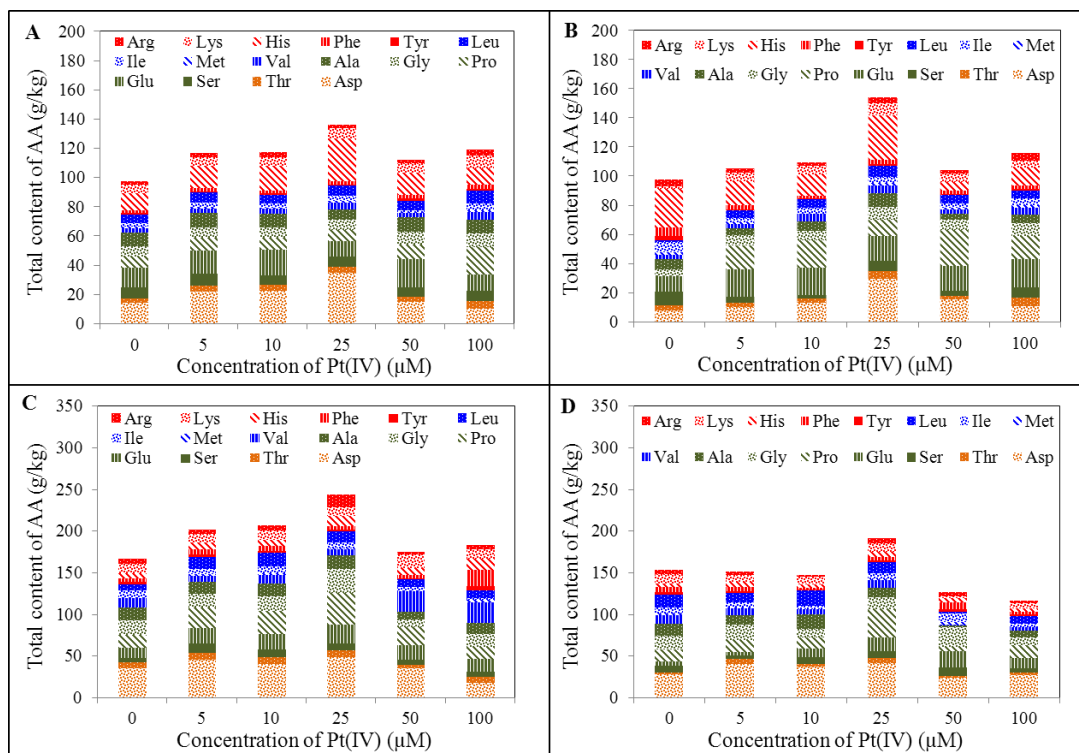 A
Total content of AA (g/kg)
200
180
160
140
120
100
80
60
40
20
0
Arg Lys His Phe Tyr Leu
Ile Met Val Ala Gly Pro
Glu Ser Thr Asp
0 5 10 25 50 100
Concentration of Pt(IV) (µM)
B
Total content of AA (g/kg)
200
180
160
140
120
100
80
60
40
20
0
Arg Lys His Phe Tyr Leu Ile Met
Val Ala Gly Pro Glu Ser Thr Asp
0 5 10 25 50 100
Concentration of Pt(IV) (µM)
C
Total content of AA (g/kg)
350
300
250
200
150
100
50
0
Arg Lys His Phe Tyr Leu
Ile Met Val Ala Gly Pro
Glu Ser Thr Asp
0 5 10 25 50 100
Concentration of Pt(IV) (µM)
D
Total content of AA (g/kg)
350
300
250
200
150
100
50
0
Arg Lys His Phe Tyr Leu Ile Met
Val Ala Gly Pro Glu Ser Thr Asp
0 5 10 25 50 100
Concentration of Pt(IV) (µM)